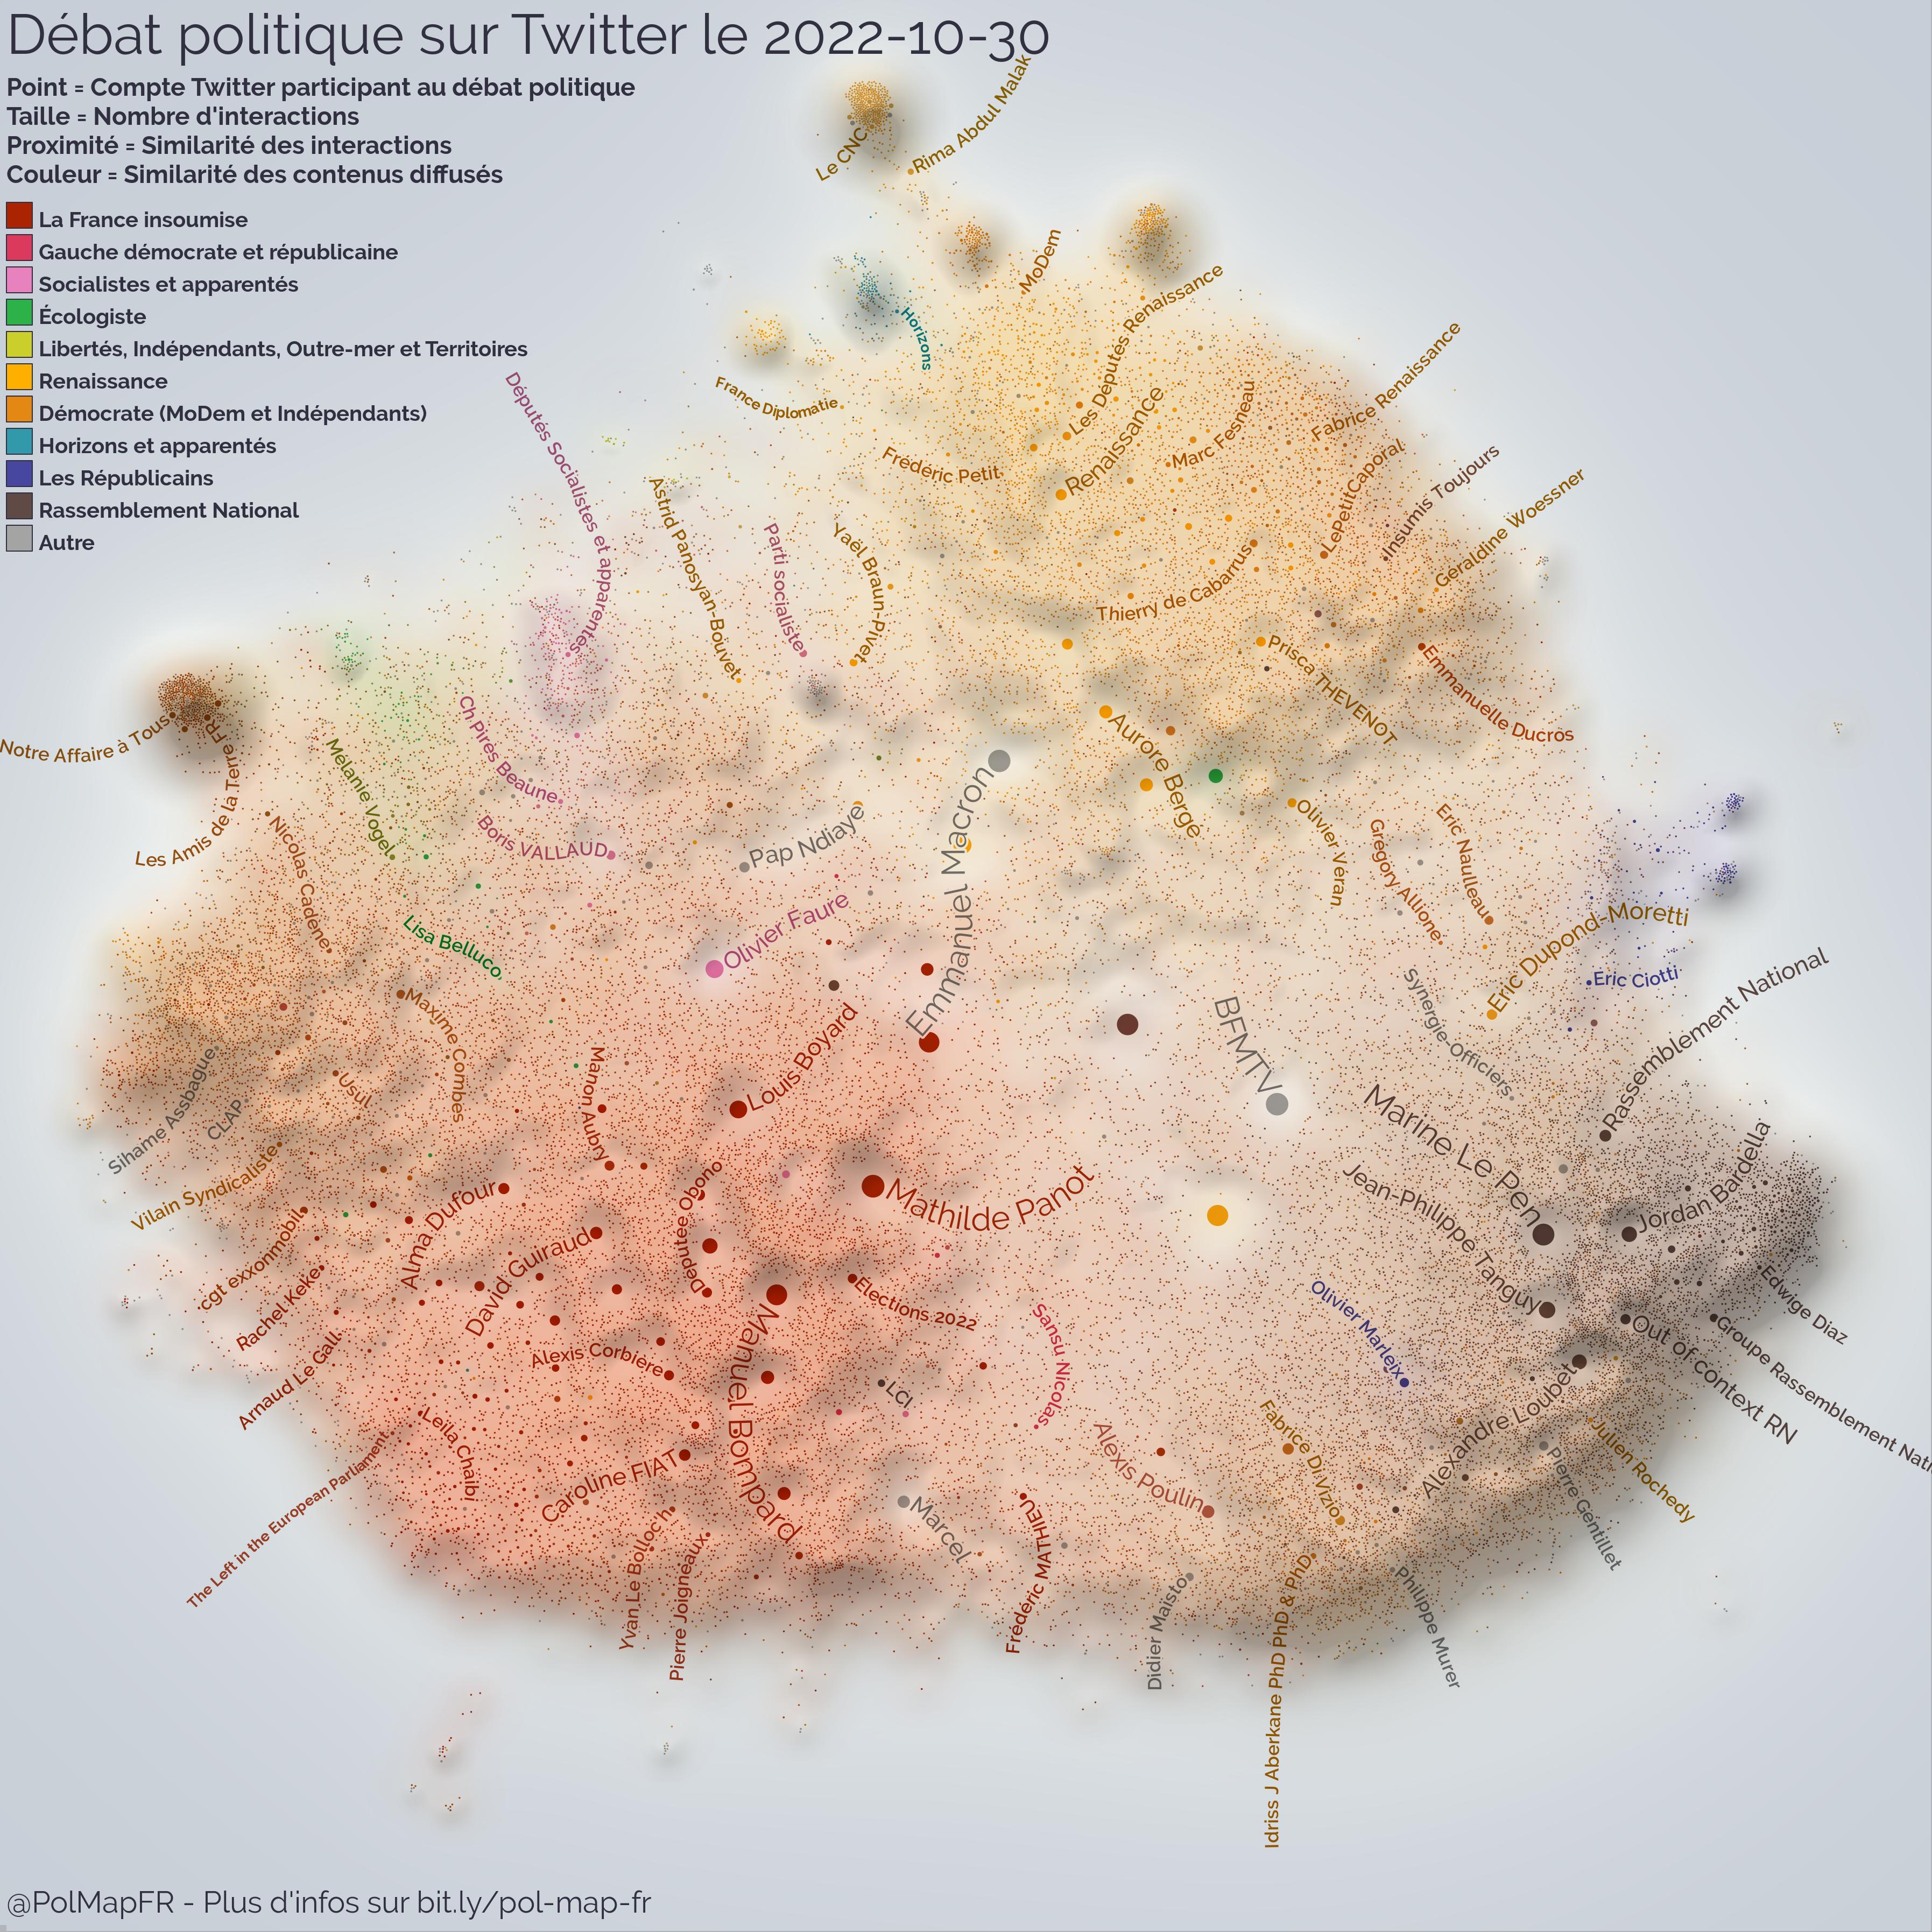 Débat politique sur Twitter le 2022-10-30
Point = Compte Twitter participant au débat politique
Taille = Nombre d'interactions
Proximité = Similarité des interactions
Couleur = Similarité des contenus diffusés
La France insoumise
Gauche démocrate et républicaine
Socialistes et apparentés
Écologiste
Libertés, Indépendants, Outre-mer et Territoires
Renaissance
Démocrate (MoDem et Indépendants)
Horizons et apparentés
Les Républicains
Rassemblement National
Autre
Le CNC
Rima Abdul Malak
MoDem
Horizons
Les Députés Renaissance
France Diplomatie
Renaissance
Marc Fesneau
Fabrice Renaissance
Frédéric Petit
LePetitCaporal
Insumis Toujours
Geraldine Woessner
Députés Socialistes et apparentés
Astrid Panosyan-Bouvet
Parti socialiste
Yaël Braun-Pivet
Thierry de Cabarrus
Prisca THEVENOT
Emmanuelle Ducros
Notre Affaire à Tous
Les Amis de la Terre FR
Mélanie Vogel
Ch Pires Beaune
Boris VALLAUD
Pap Ndiaye
Emmanuel Macron
Aurore Berge
Olivier Véran
Gregory Allione
Eric Naulleau
Eric Dupond-Moretti
Eric Ciotti
Nicolas Cadène
Lisa Belluco
Olivier Faure
Maxime Combes
Louis Boyard
BFMTV
Synergie-Officiers
Rassemblement National
Sihame Assbague
CLAP
Usul
Manon Aubry
Vilain Syndicaliste
Marine Le Pen
Jordan Bardella
Jean-Philippe Tanguy
Mathilde Panot
Députée Obono
Alma Dufour
David Guiraud
cgt exxonmobil
Rachel Keke
Arnaud Le Gall
Elections 2022
Alexis Corbière
Manuel Bompard
LCI
Sansu Nicolas
Olivier Marleix
Edwige Diaz
Out of context RN
Groupe Rassemblement Nati
Alexandre Loubet
Julien Rochedy
Pierre Gentillet
Fabrice Di Vizio
Alexis Poulin
Leïla Chaibi
The Left in the European Parliament
Caroline FIAT
Marcel
Yvan Le Bolloc'h
Pierre Joigneaux
Frédéric MATHIEU
Didier Maïsto
Idriss J Aberkane PhD PhD & PhD
Philippe Murer
@PolMapFR - Plus d'infos sur bit.ly/pol-map-fr